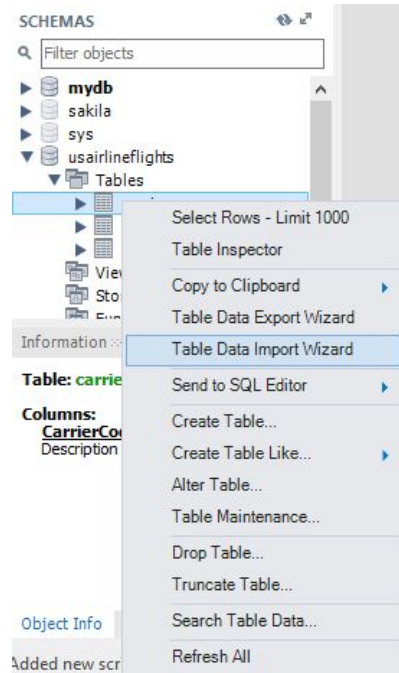 SCHEMAS
Filter objects
mydb
sakila
sys
usairlineflights
Tables
Select Rows - Limit 1000
Table Inspector
Copy to Clipboard
Table Data Export Wizard
Table Data Import Wizard
Send to SQL Editor
Create Table...
Create Table Like...
Alter Table...
Table Maintenance...
Drop Table...
Truncate Table...
Search Table Data...
Refresh All
Vie
Sto
Information
Table: carrie
Columns:
CarrierCo
Description
Object Info
Added new scr